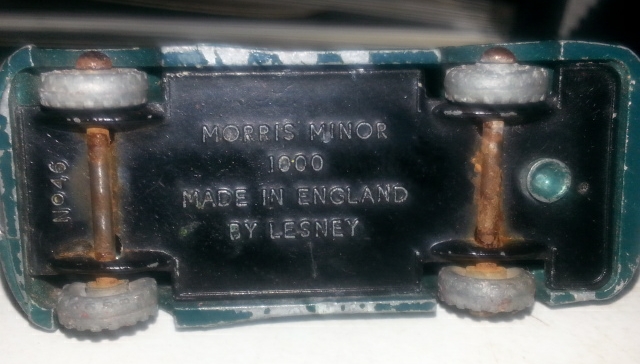 MORRIS MINOR
1000
MADE IN ENGLAND
BY LESNEY
No46